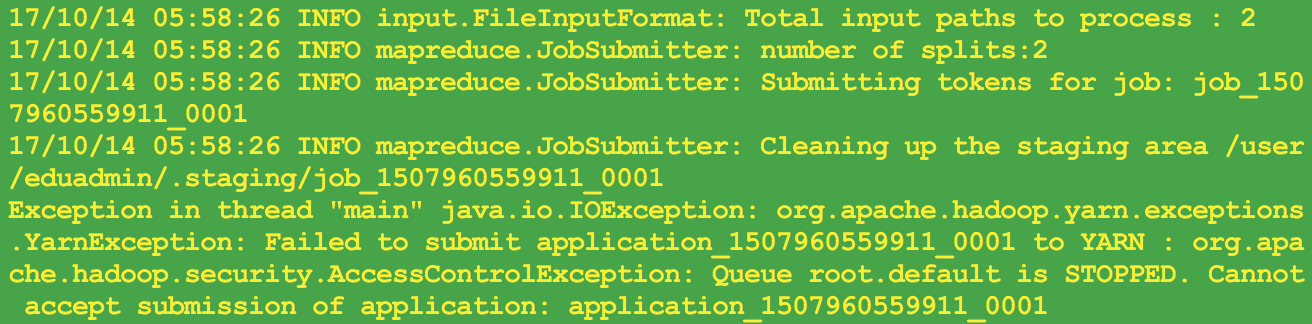 17/10/14 05:58:26 INFO input.FileInputFormat: Total input paths to process : 2
17/10/14 05:58:26 INFO mapreduce.JobSubmitter: number of splits:2
17/10/14 05:58:26 INFO mapreduce.JobSubmitter: Submitting tokens for job: job_150
7960559911_0001
17/10/14 05:58:26 INFO mapreduce.JobSubmitter: Cleaning up the staging area /user
/eduadmin/.staging/job_1507960559911_0001
Exception in thread "main" java.io.IOException: org.apache.hadoop.yarn.exceptions
.YarnException: Failed to submit application_1507960559911_0001 to YARN : org.apa
che.hadoop.security.AccessControlException: Queue root.default is STOPPED. Cannot
 accept submission of application: application_1507960559911_0001